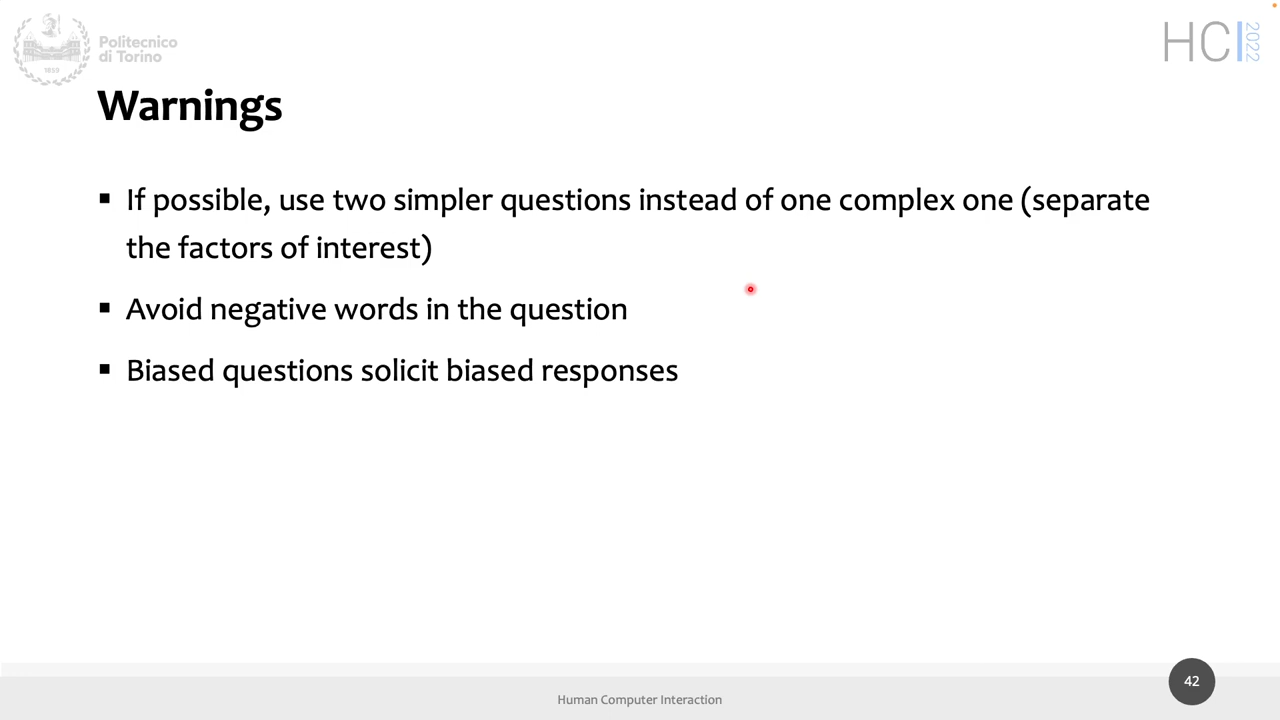 Politecnico
di Torino
1859
HCI 2022
Warnings
▪ If possible, use two simpler questions instead of one complex one (separate
the factors of interest)
▪ Avoid negative words in the question
▪ Biased questions solicit biased responses
42
Human Computer Interaction